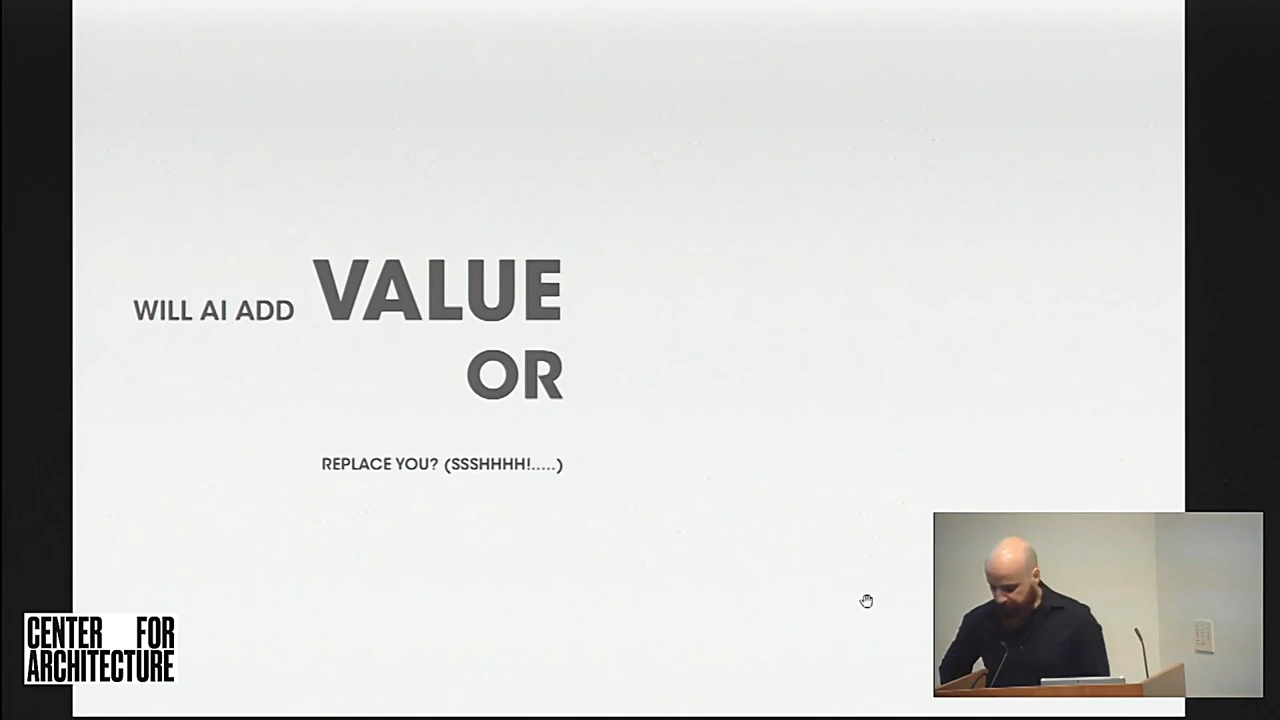 WILL AI ADD VALUE
OR
REPLACE YOU? (SSSHHHH!.....)
CENTER FOR
ARCHITECTURE